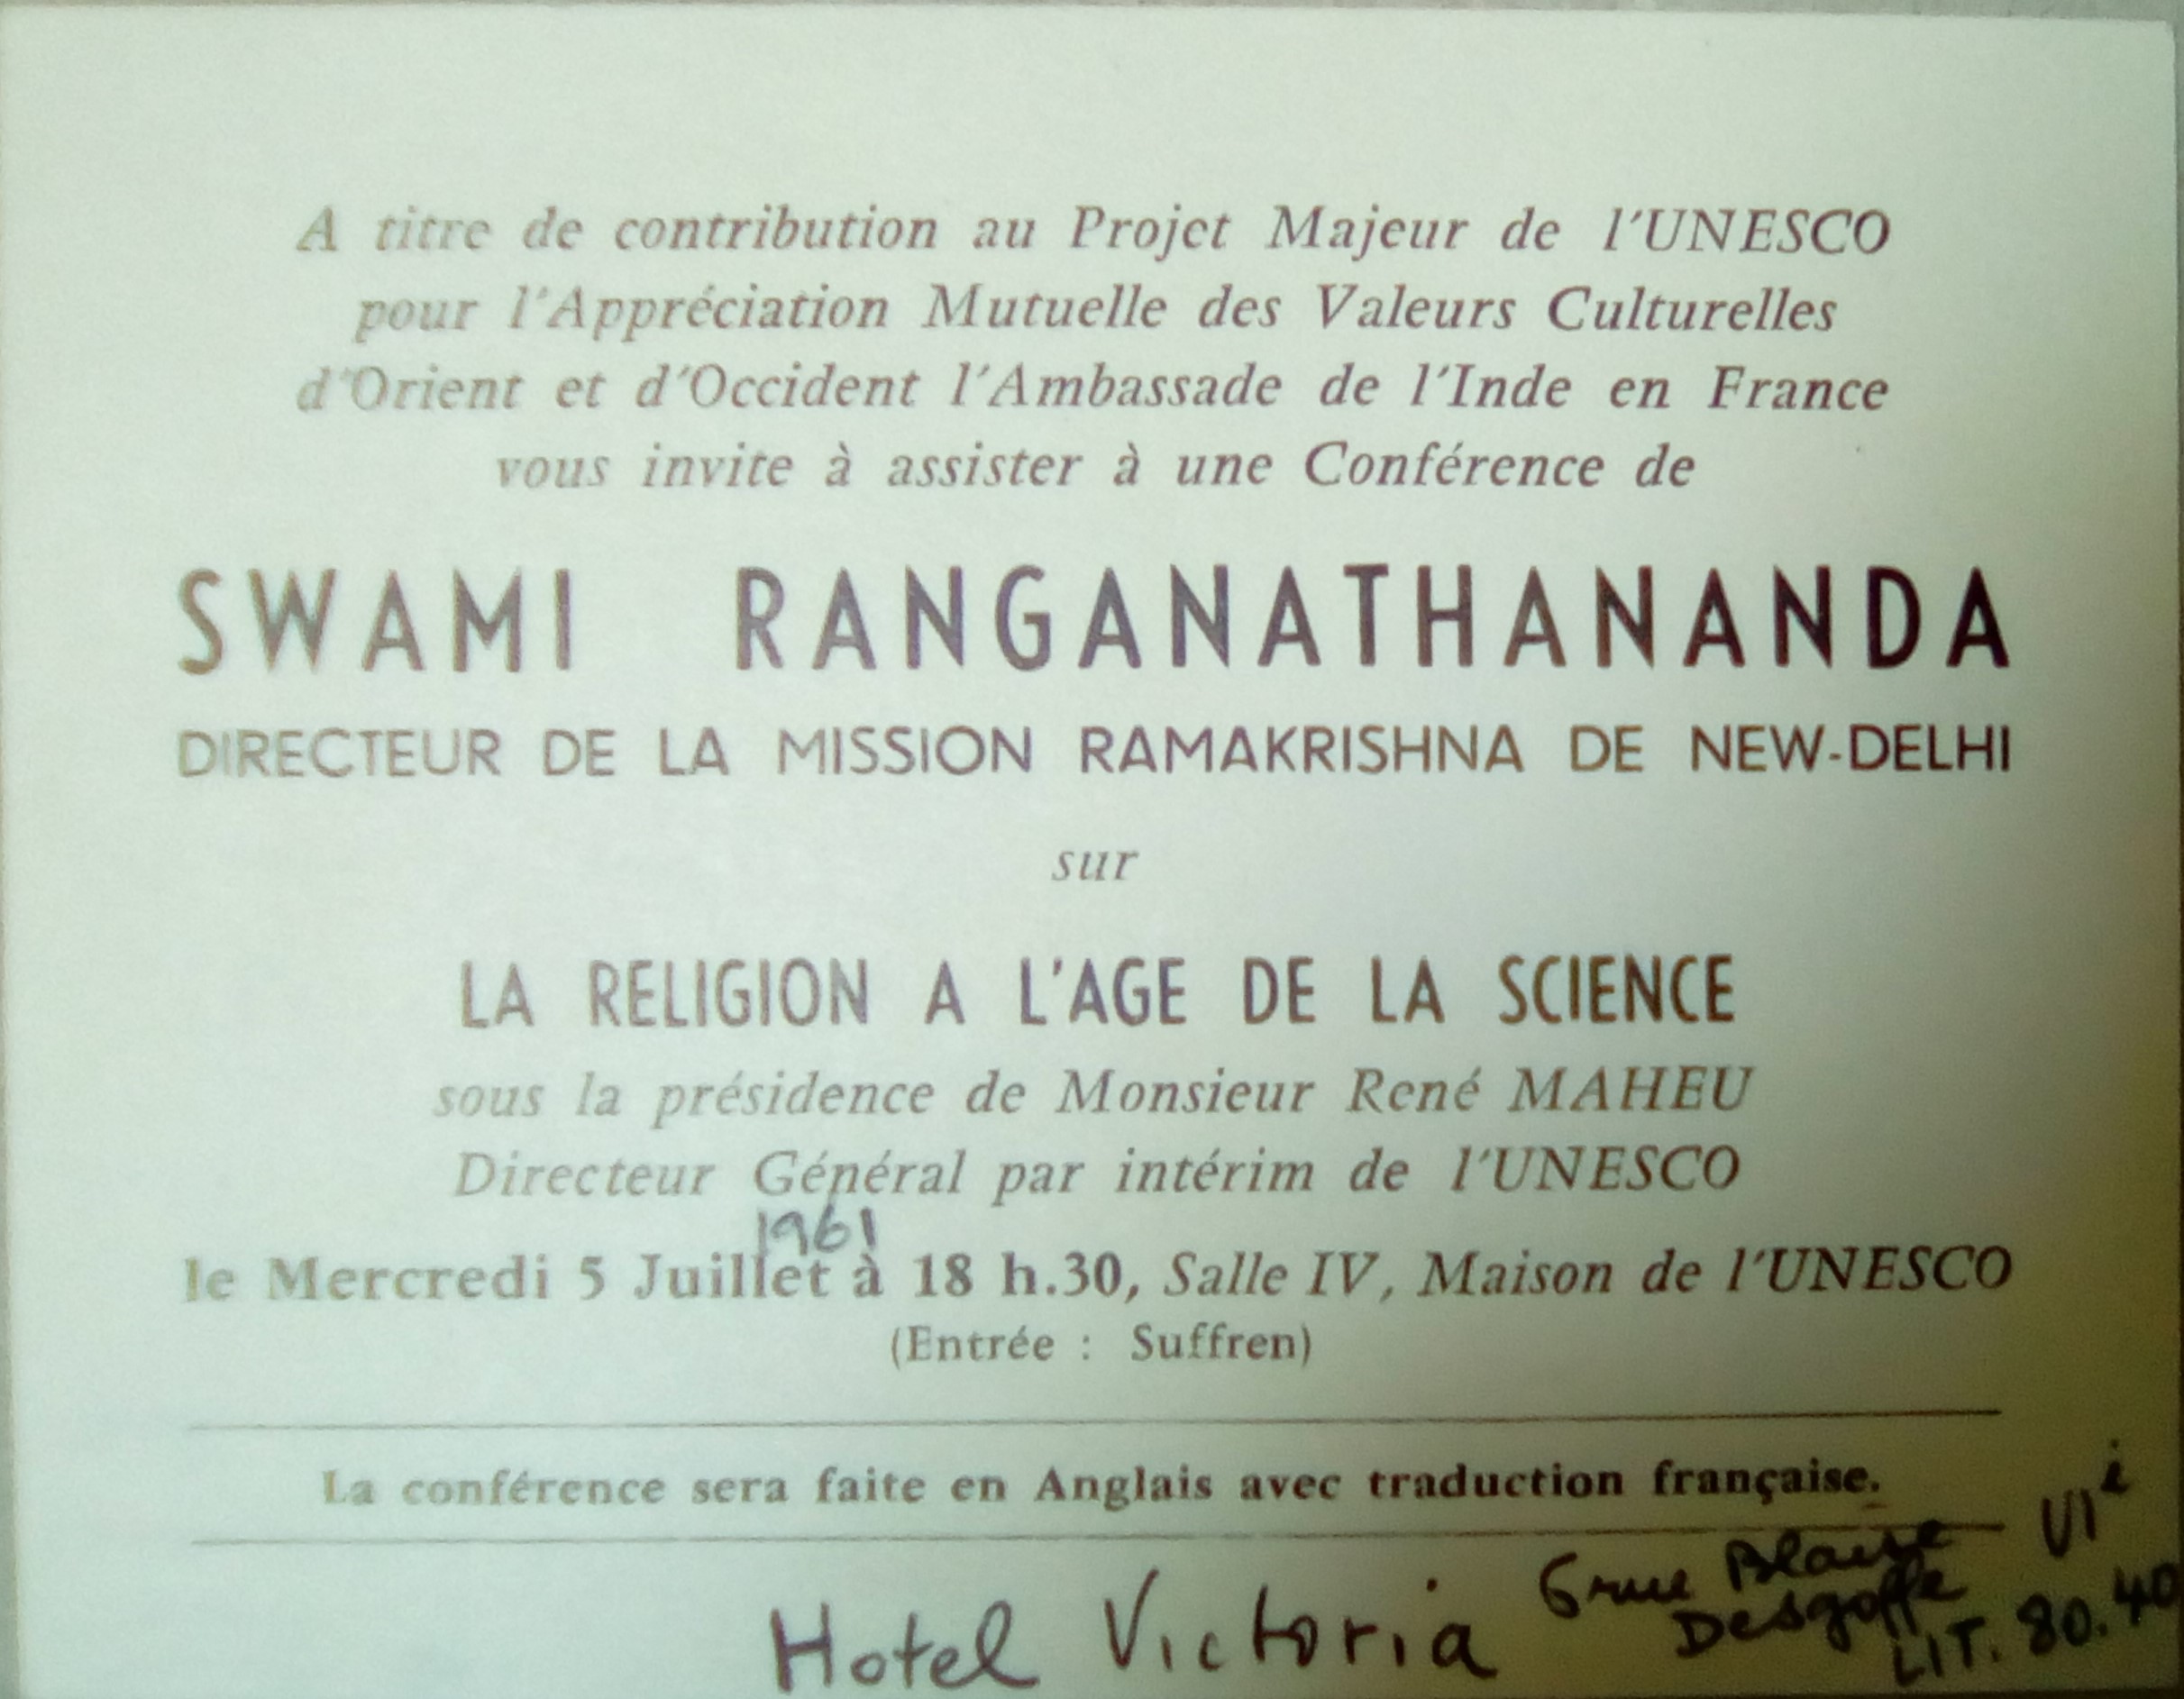 A titre de contribution au Projet Majeur de l'UNESCO
pour l'Appréciation Mutuelle des Valeurs Culturelles
d'Orient et d'Occident l'Ambassade de l'Inde en France
vous invite à assister à une Conférence de
SWAMI RANGANATHANANDA
DIRECTEUR DE LA MISSION RAMAKRISHNA DE NEW-DELHI
sur
LA RELIGION A L'AGE DE LA SCIENCE
sous la présidence de Monsieur René MAHEU
Directeur Général par intérim de l'UNESCO
1961
le Mercredi 5 Juillet à 18 h.30, Salle IV, Maison de l'UNESCO
(Entrée : Suffren)
La conférence sera faite en Anglais avec traduction française.
Hotel Victoria 6 rue Blaise
Desgoffe
LIT. 80.40